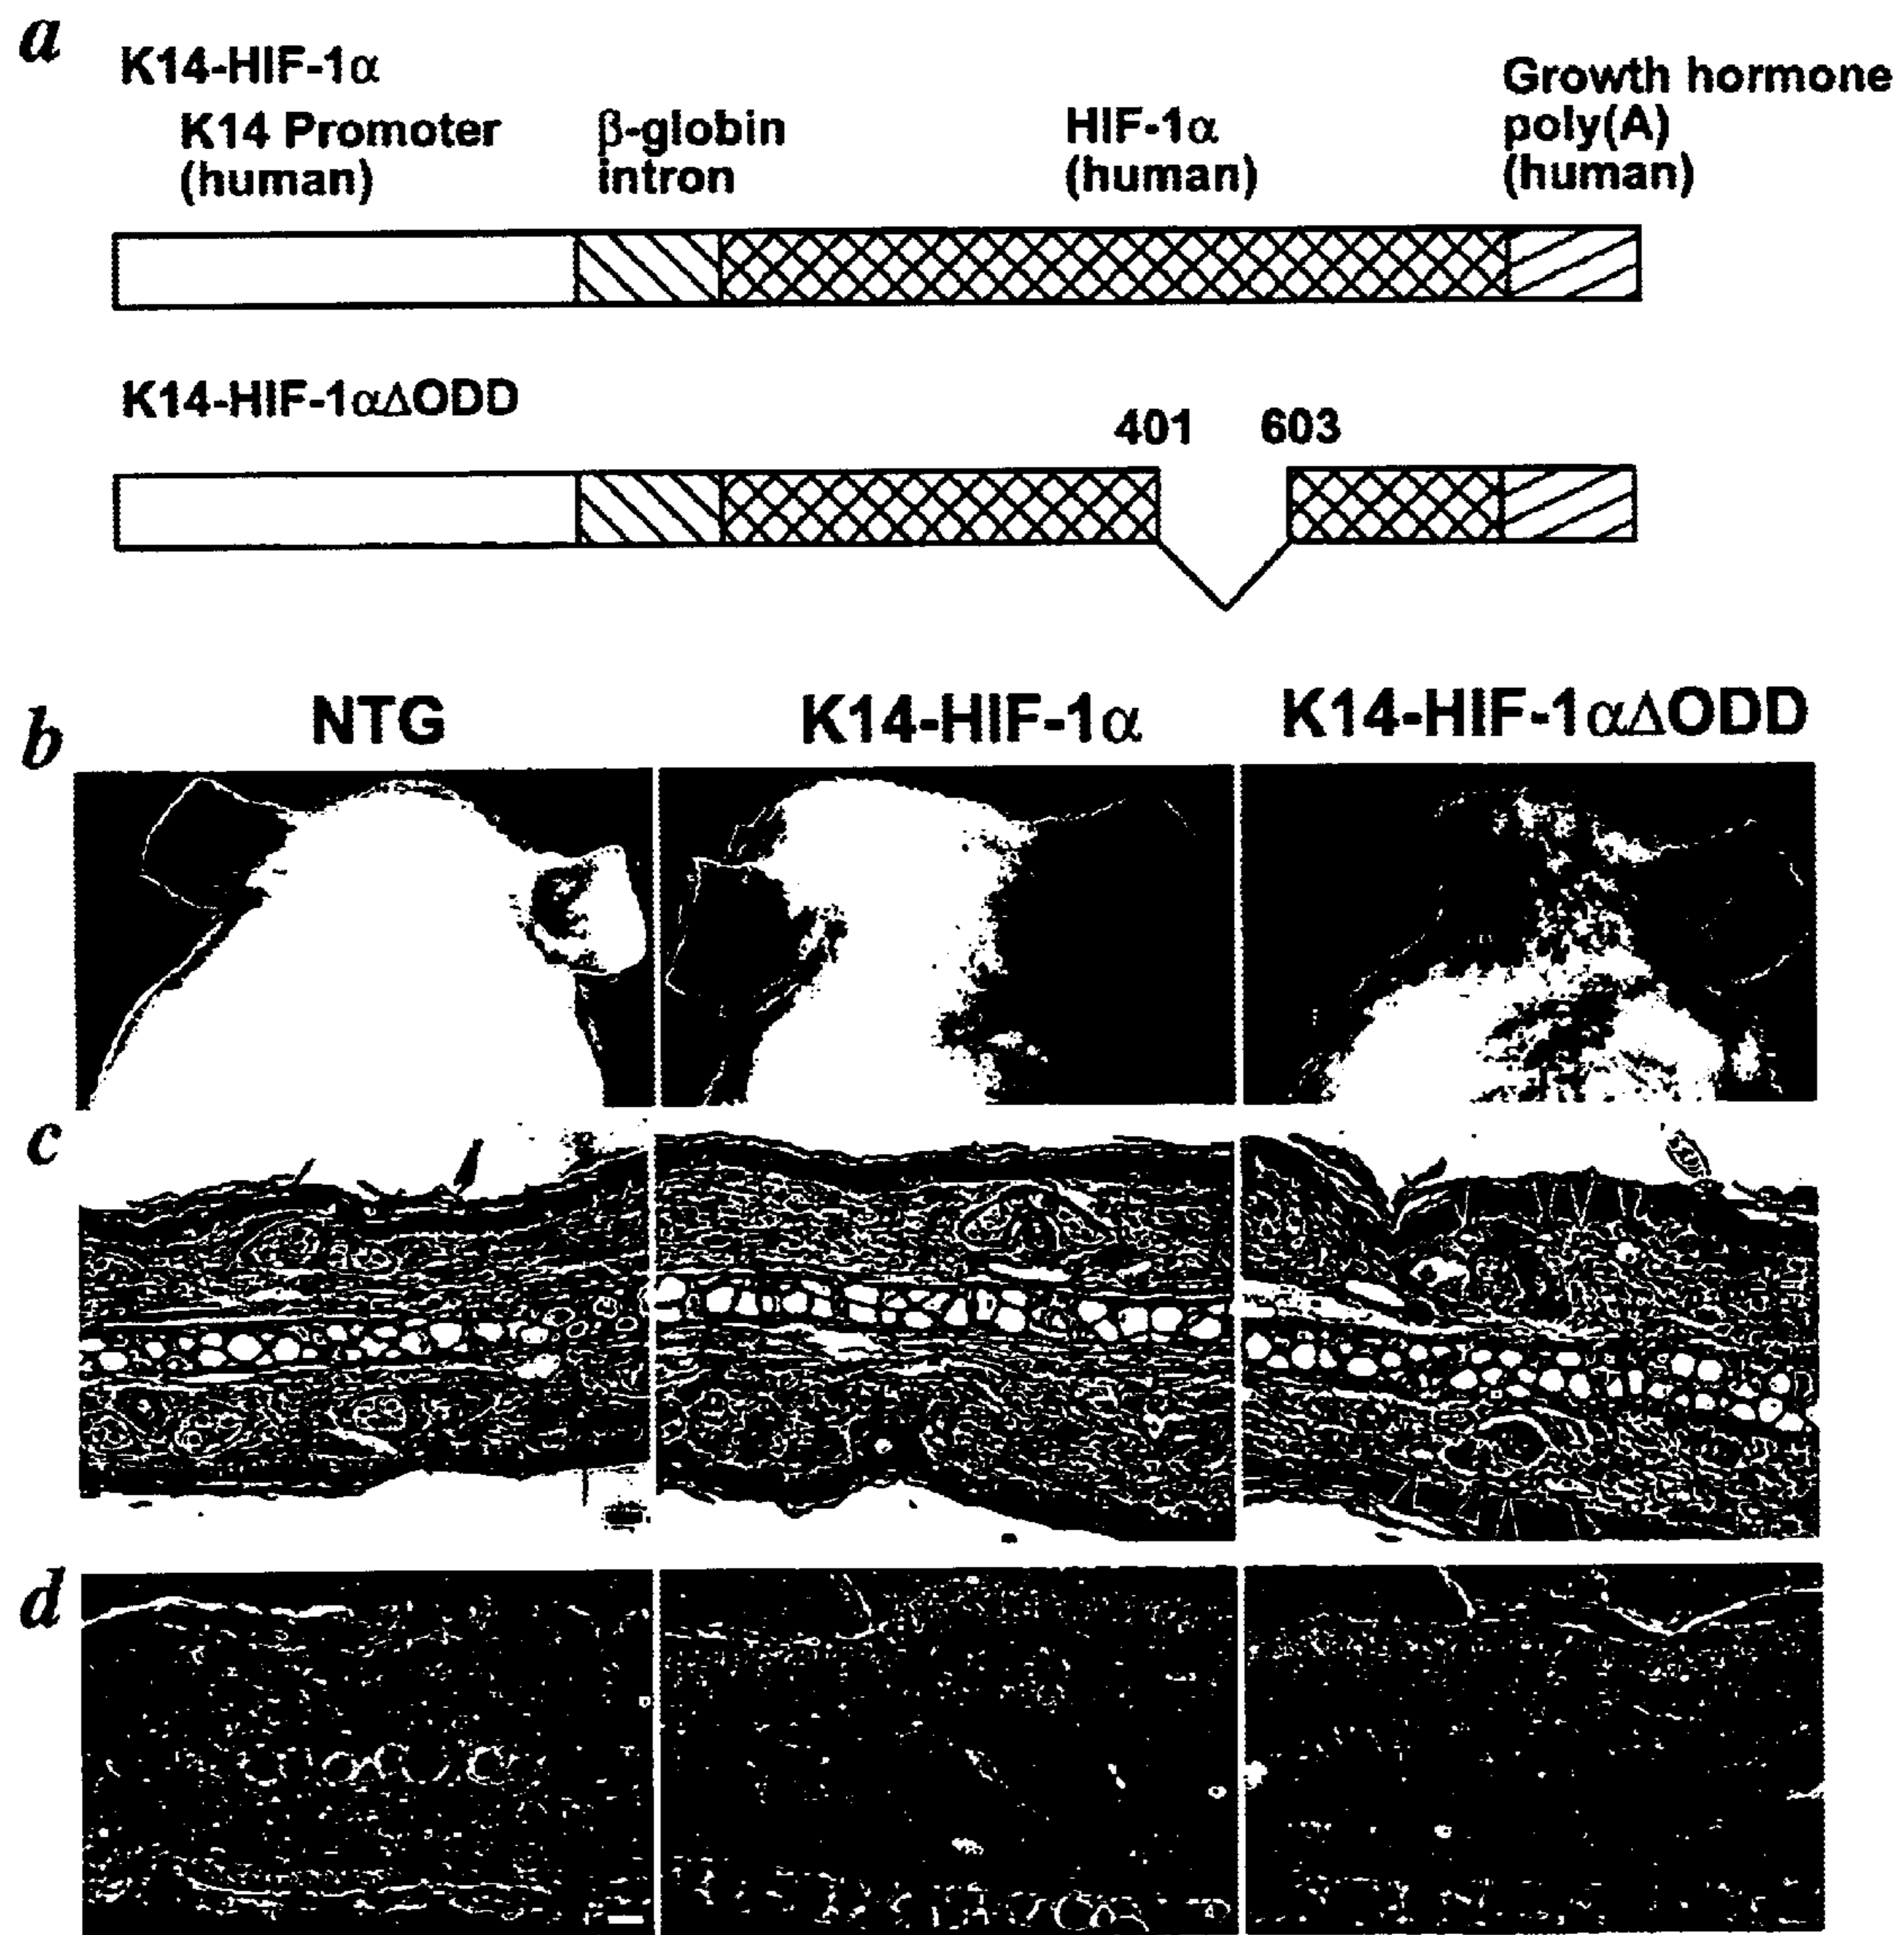 a
K14-HIF-1α
K14 Promoter
(human)
β-globin
intron
HIF-1α
(human)
Growth hormone
poly(A)
(human)
K14-HIF-1αΔODD
401 603
b
NTG K14-HIF-1α K14-HIF-1αΔODD
c
d